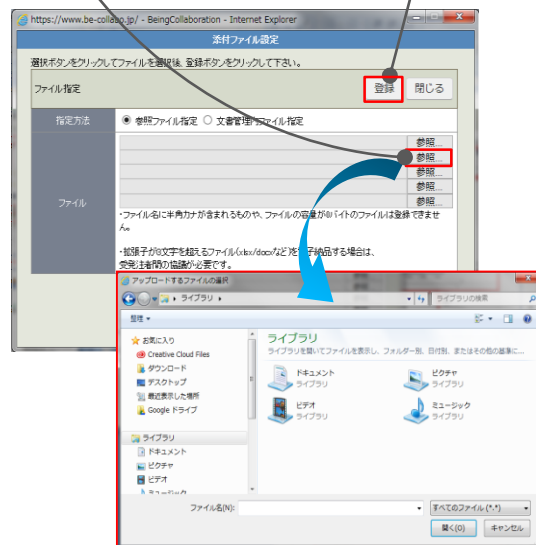 https://www.be-collabo.jp/ - BeingCollaboration - Internet Explorer
添付ファイル設定
選択ボタンをクリックしてファイルを選択後、登録ボタンをクリックして下さい。
ファイル指定
登録
閉じる
指定方法
参照ファイル指定
文書管理内ファイル指定
ファイル
参照...
参照...
参照...
参照...
参照...
・ファイル名に半角カナが含まれるものや、ファイルの容量が0バイトのファイルは登録できませ
ん。
・拡張子が3文字を超えるファイル(xlsx/docxなど)を電子納品する場合は、
受発注者間の協議が必要です。
アップロードするファイルの選択
ライブラリ
ライブラリの検索
整理
お気に入り
Creative Cloud Files
ダウンロード
デスクトップ
最近表示した場所
Google ドライブ
ライブラリ
ドキュメント
ピクチャ
ビデオ
ミュージック
ライブラリ
ライブラリを開いてファイルを表示し、フォルダー別、日付別、またはその他の基準に...
ドキュメント
ライブラリ
ピクチャ
ライブラリ
ビデオ
ライブラリ
ミュージック
ライブラリ
ファイル名(N):
すべてのファイル (*.*)
開く(O)
キャンセル